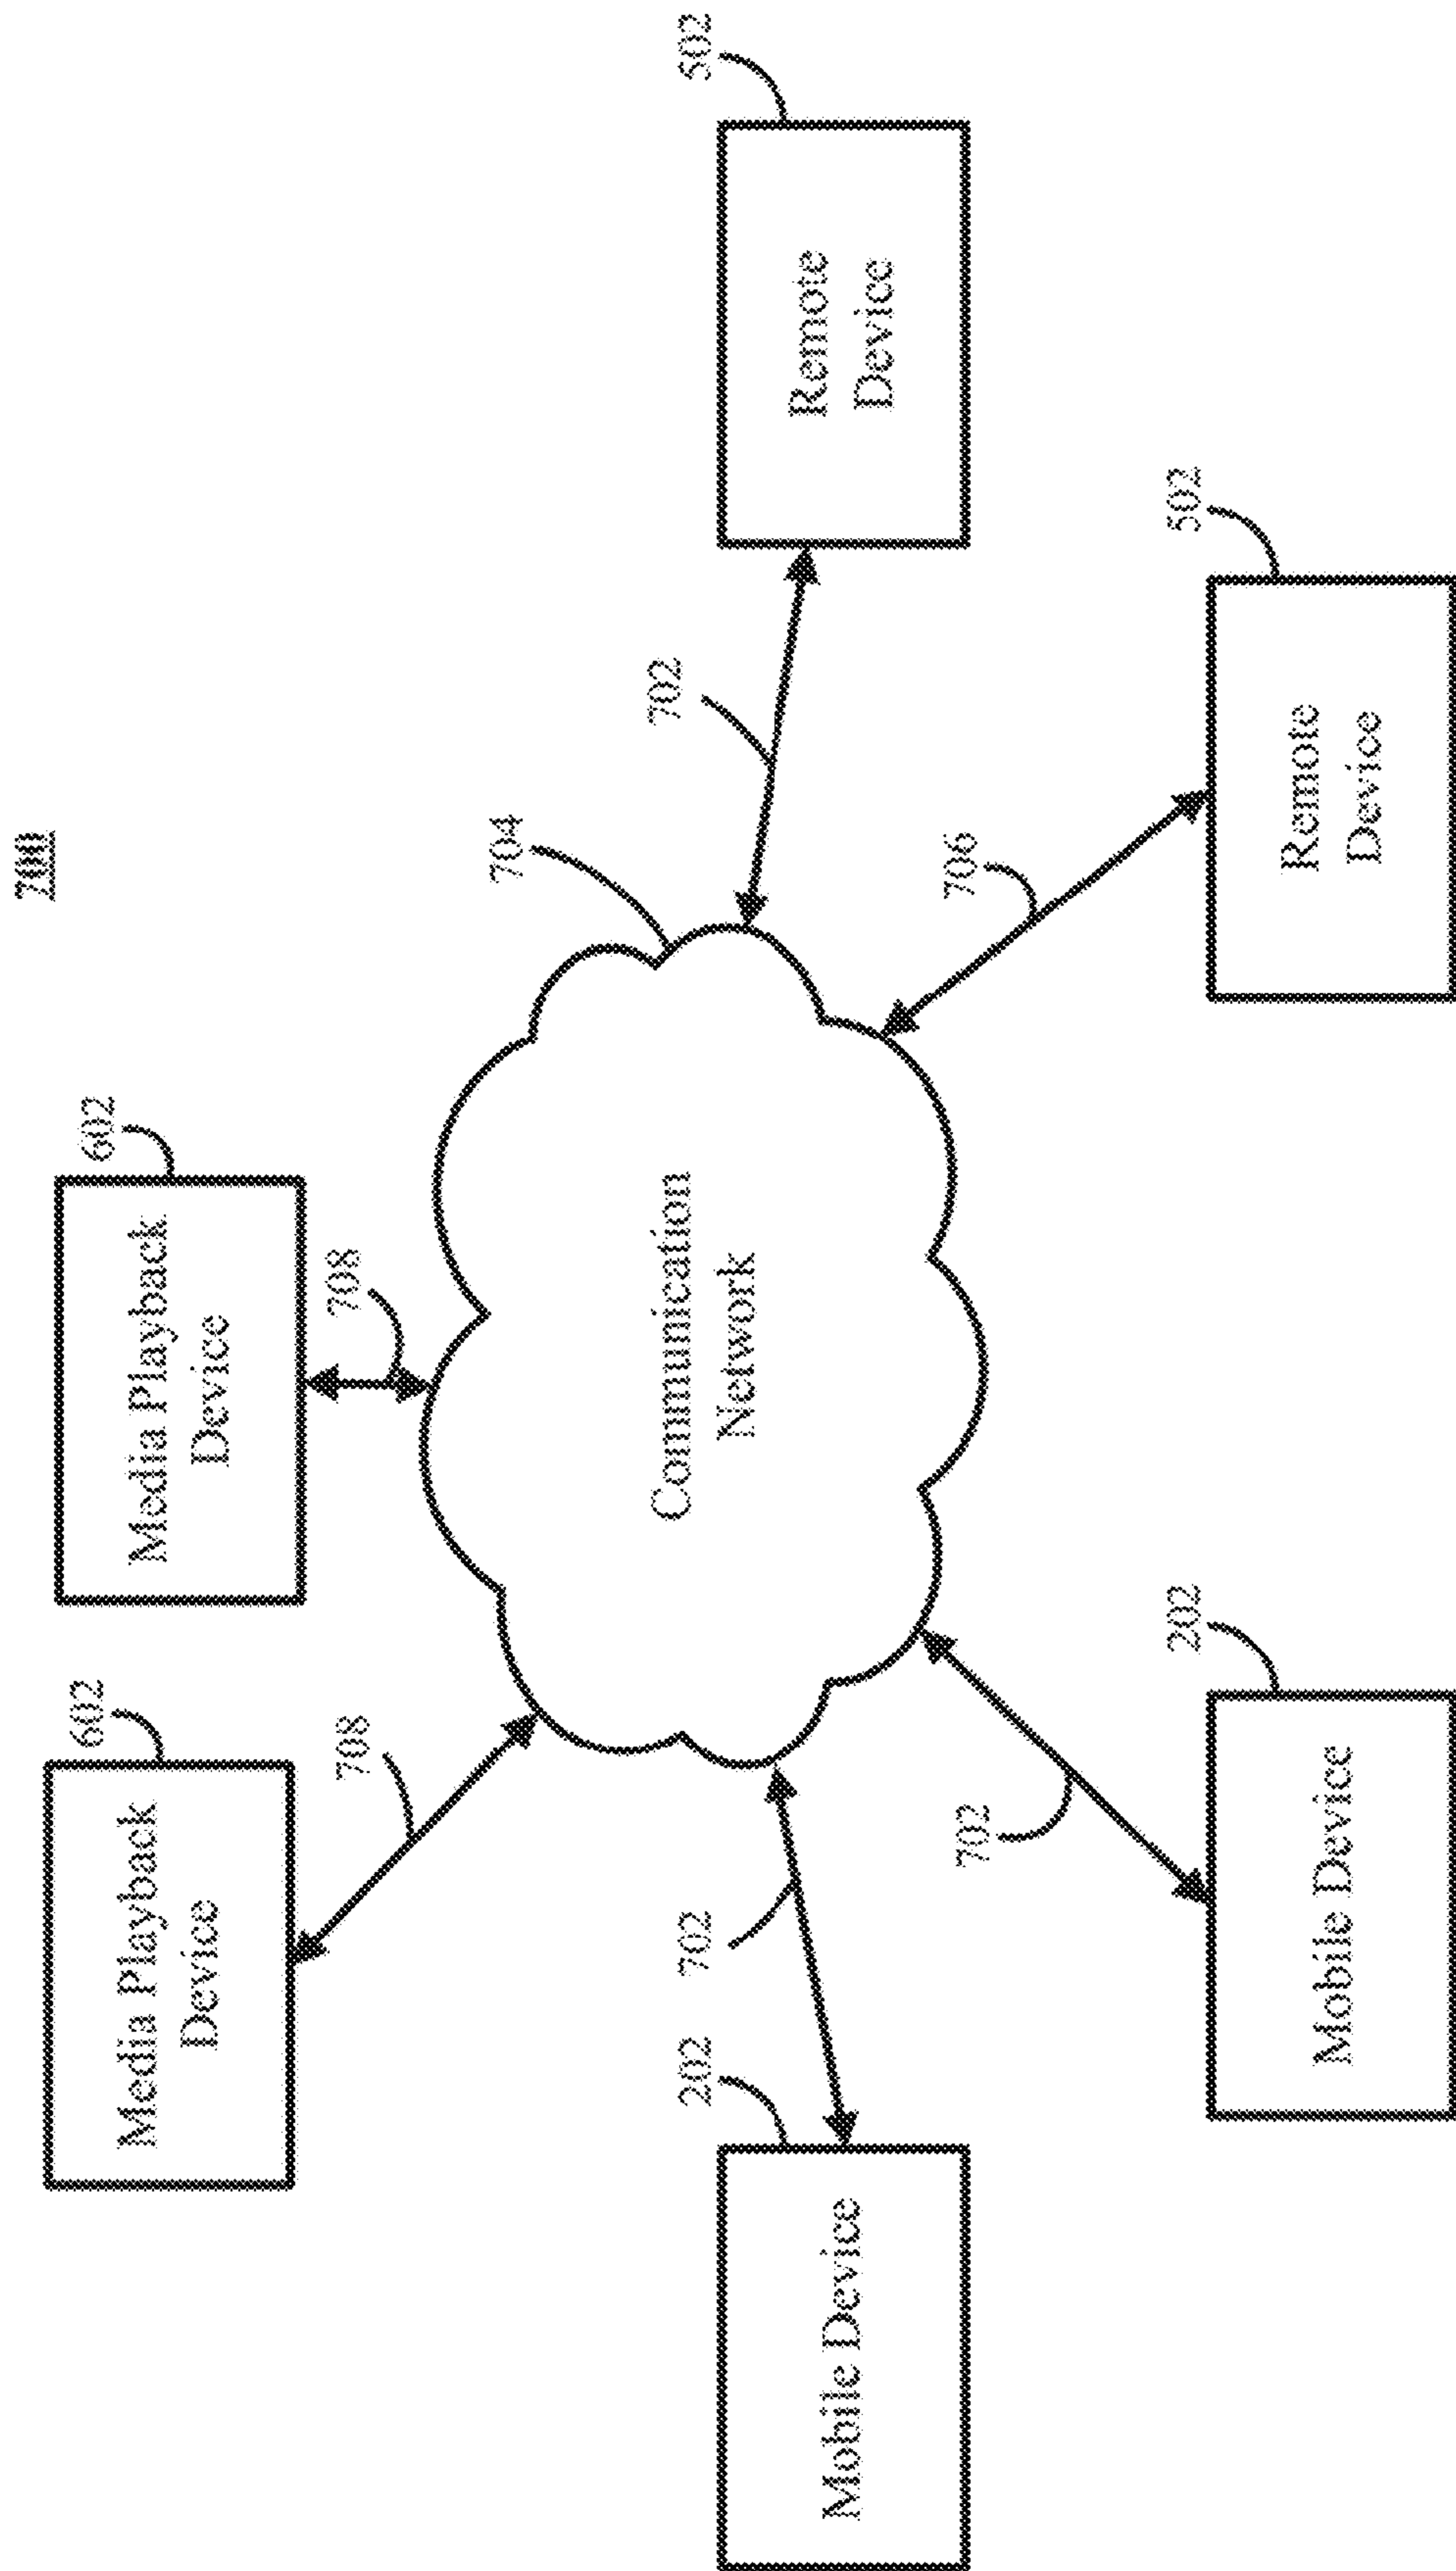 700
602
Media Playback
Device
708
602
Media Playback
Device
708
704
Communication
Network
702
502
Remote
Device
706
502
Remote
Device
702
202
Mobile Device
702
202
Mobile Device